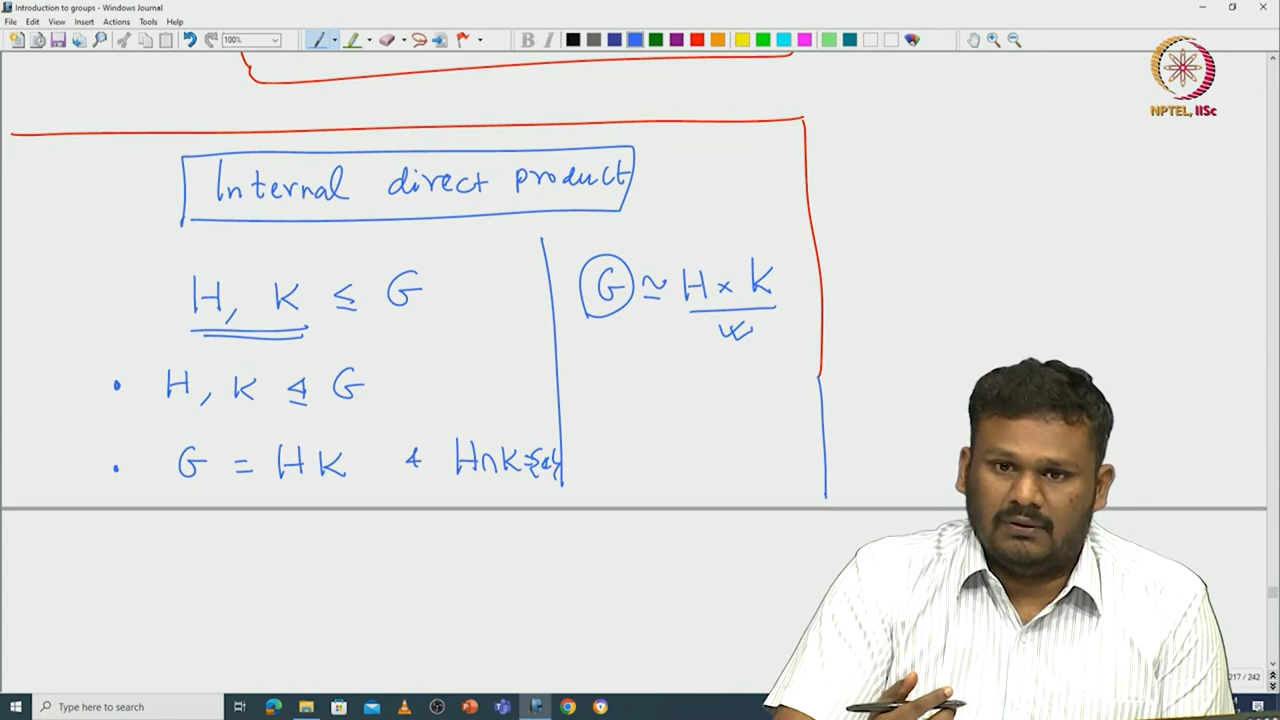 Introduction to groups - Windows Journal
File Edit View Insert Actions Tools Help
100%
NPTEL, IISc
Internal direct product
H, K ≤ G
G ≃ H × K
• H, K ⊴ G
• G = HK & H∩K={e}
217 / 242
Type here to search